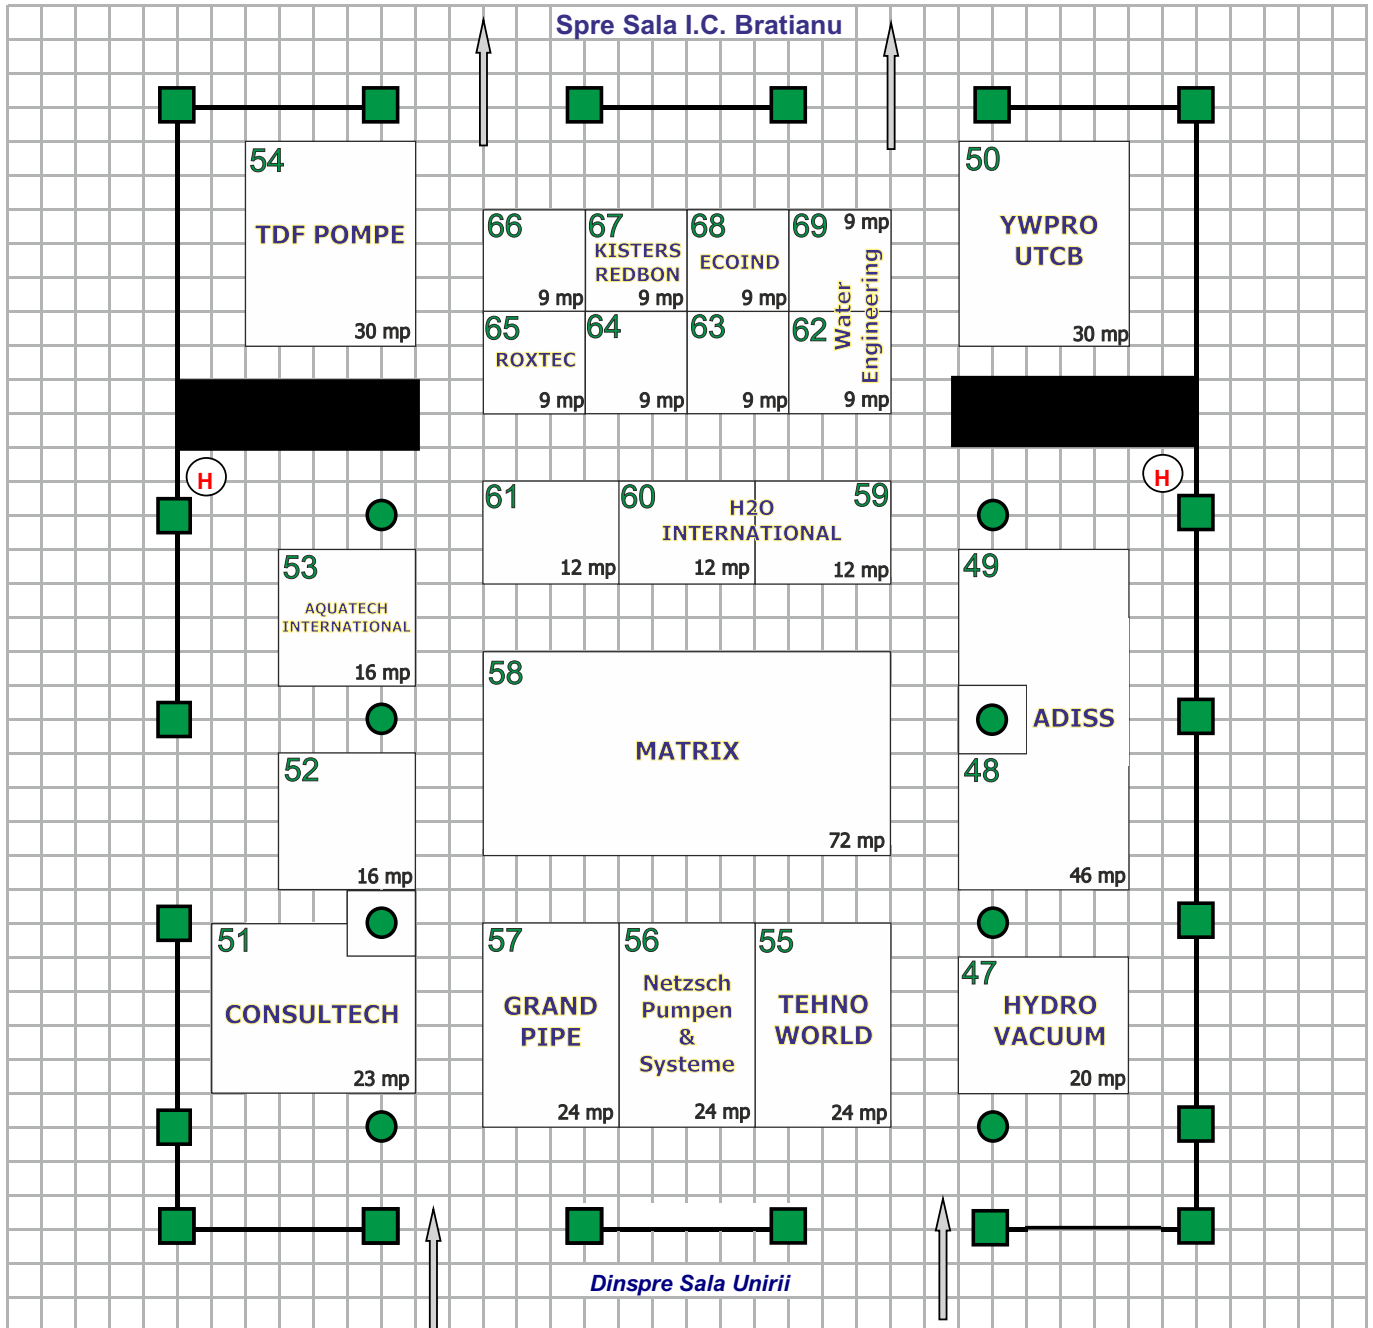 Spre Sala I.C. Bratianu
54
TDF POMPE
30 mp
66
9 mp
67
KISTERS
REDBON
9 mp
68
ECOIND
9 mp
69
9 mp
Water
Engineering
65
ROXTEC
9 mp
64
9 mp
63
9 mp
62
9 mp
50
YWPRO
UTCB
30 mp
H
H
61
12 mp
60
12 mp
H2O
INTERNATIONAL
59
12 mp
53
AQUATECH
INTERNATIONAL
16 mp
49
ADISS
48
46 mp
58
MATRIX
72 mp
52
16 mp
51
CONSULTECH
23 mp
57
GRAND
PIPE
24 mp
56
Netzsch
Pumpen
&
Systeme
24 mp
55
TEHNO
WORLD
24 mp
47
HYDRO
VACUUM
20 mp
Dinspre Sala Unirii